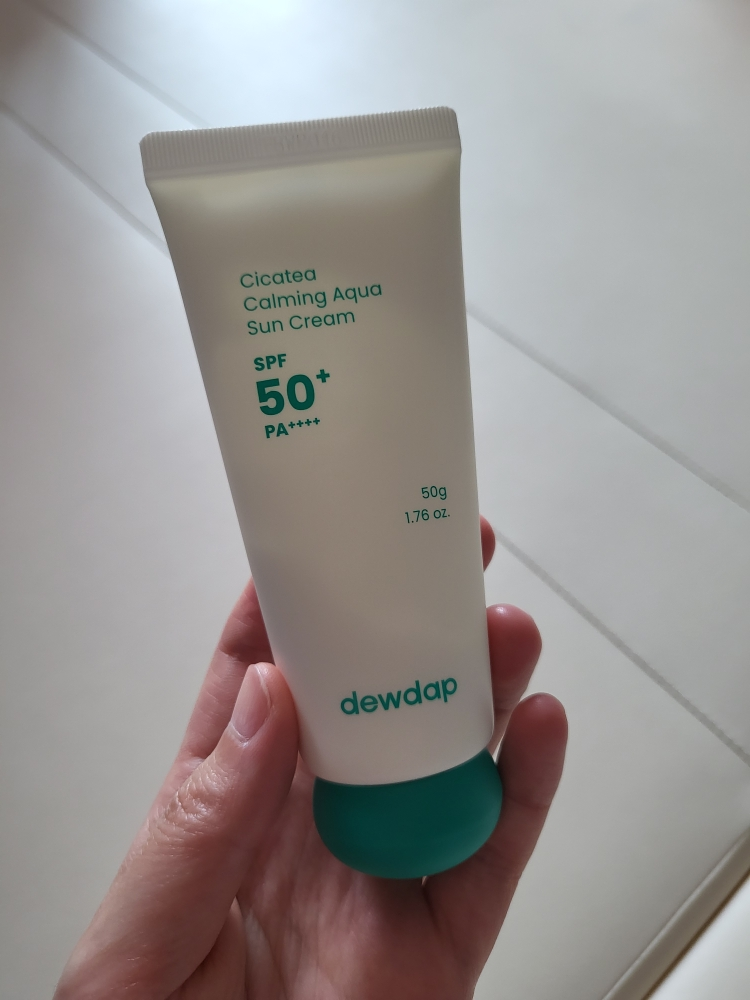 Cicatea
Calming Aqua
Sun Cream
SPF
50+
PA++++
50g
1.76 oz.
dewdap